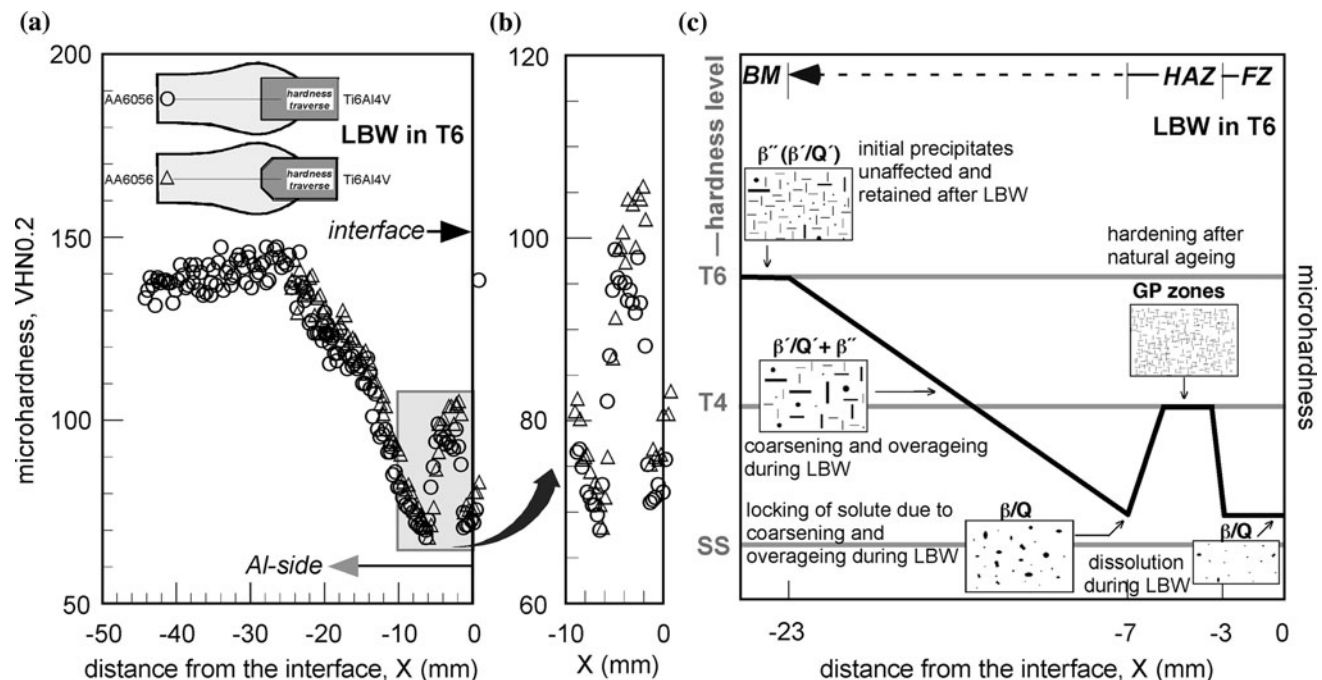 (a)
200
150
100
50
microhardness, VHN0.2
AA6056
hardness
traverse
Ti6Al4V
LBW in T6
AA6056
hardness
traverse
Ti6Al4V
interface
Al-side
-50 -40 -30 -20 -10 0
distance from the interface, X (mm)
(b)
100
80
60
-10 0
X (mm)
(c)
BM HAZ FZ
LBW in T6
hardness level
T6
T4
SS
β″ (β′/Q′)
initial precipitates
unaffected and
retained after LBW
hardening after
natural ageing
GP zones
β′/Q′+ β″
coarsening and overageing
during LBW
locking of solute due to
coarsening and
overageing during LBW
β/Q
dissolution
during LBW
β/Q
microhardness
-23 -7 -3 0
distance from the interface, X (mm)